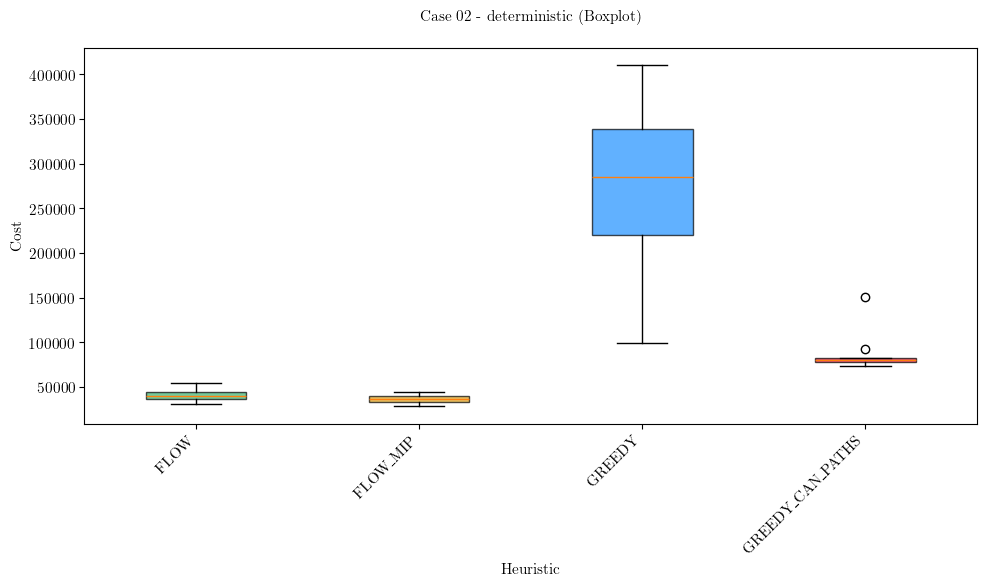 Case 02 - deterministic (Boxplot)
400000
350000
300000
250000
200000
150000
100000
50000
Cost
FLOW
FLOW_MIP
GREEDY
GREEDY_CAN_PATHS
Heuristic